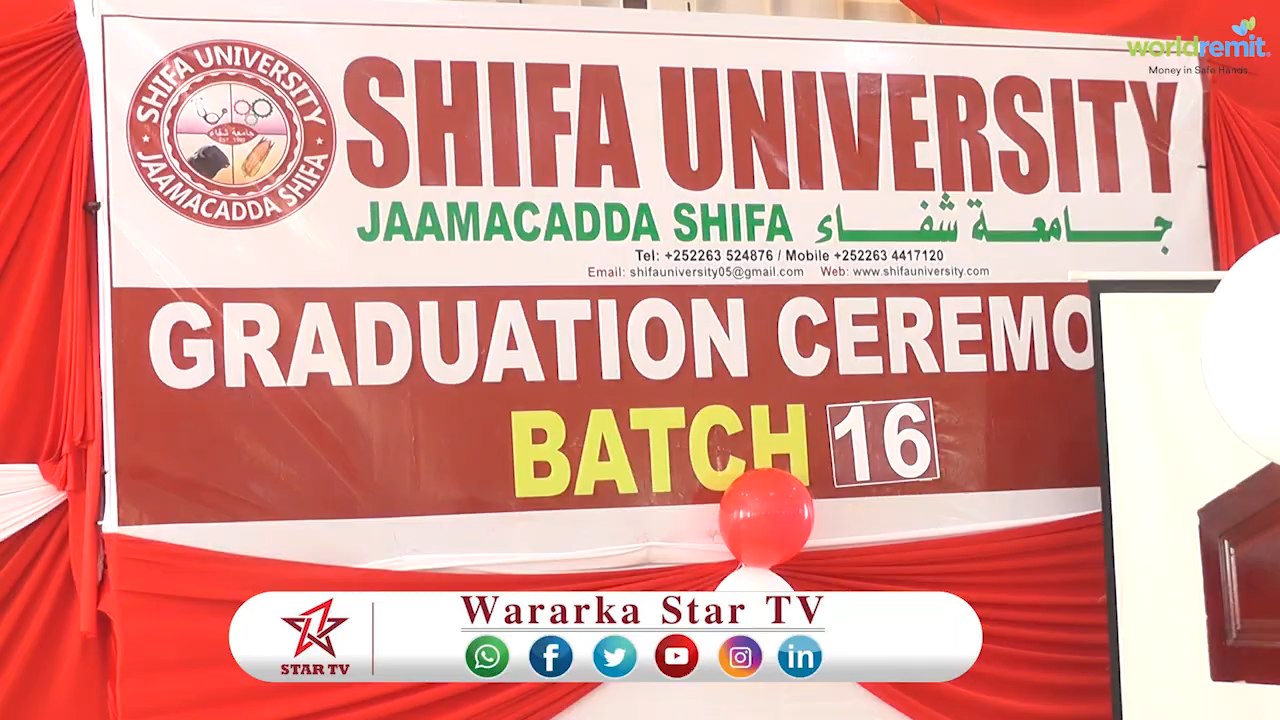 worldremit
Money in Safe Hands
SHIFA UNIVERSITY
JAAMACADDA SHIFA
جامعة شفاء
SHIFA UNIVERSITY
JAAMACADDA SHIFA جامعة شفاء
Tel: +252263 524876 / Mobile +252263 4417120
Email: shifauniversity05@gmail.com Web: www.shifauniversity.com
GRADUATION CEREMO
BATCH 16
Wararka Star TV
STAR TV